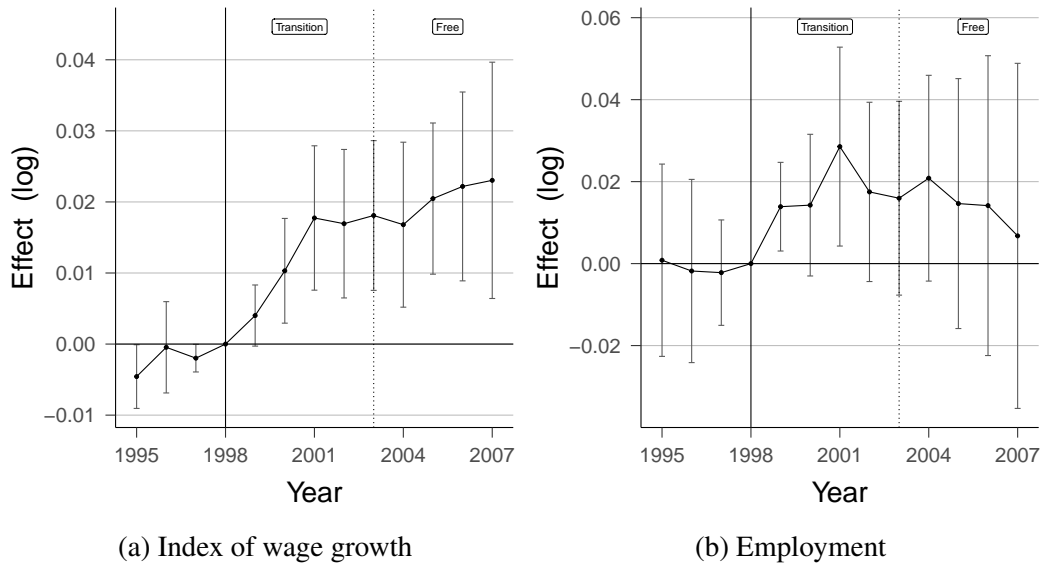 Transition
Free
0.04
0.03
0.02
0.01
0.00
−0.01
Effect (log)
1995
1998
2001
2004
2007
Year
(a) Index of wage growth
Transition
Free
0.06
0.04
0.02
0.00
−0.02
Effect (log)
1995
1998
2001
2004
2007
Year
(b) Employment